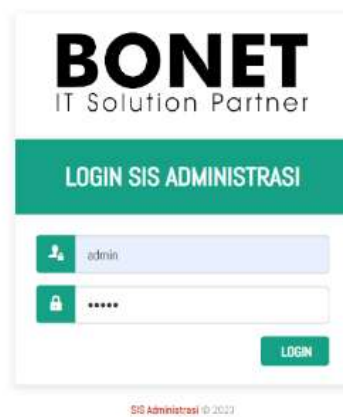 BONET
IT Solution Partner
LOGIN SIS ADMINISTRASI
admin
•••••
LOGIN
SIS Administrasi © 2023